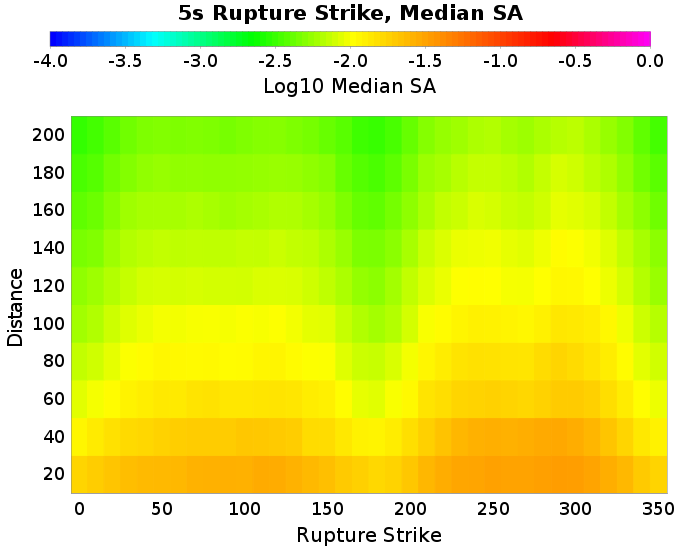 5s Rupture Strike, Median SA
-4.0 -3.5 -3.0 -2.5 -2.0 -1.5 -1.0 -0.5 0.0
Log10 Median SA
200
180
160
140
120
100
80
60
40
20
Distance
0 50 100 150 200 250 300 350
Rupture Strike